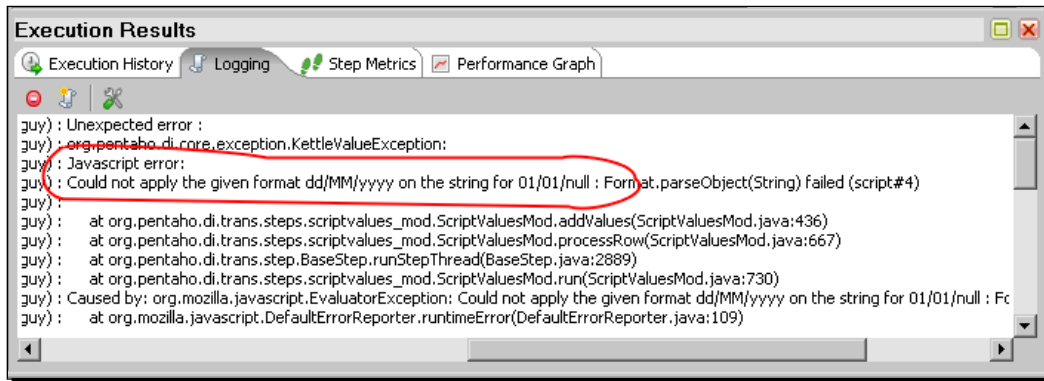 Execution Results
Execution History Logging Step Metrics Performance Graph
guy) : Unexpected error :
guy) : org.pentaho.di.core.exception.KettleValueException:
guy) : Javascript error:
guy) : Could not apply the given format dd/MM/yyyy on the string for 01/01/null : Format.parseObject(String) failed (script#4)
guy) :
guy) : at org.pentaho.di.trans.steps.scriptvalues_mod.ScriptValuesMod.addValues(ScriptValuesMod.java:436)
guy) : at org.pentaho.di.trans.steps.scriptvalues_mod.ScriptValuesMod.processRow(ScriptValuesMod.java:667)
guy) : at org.pentaho.di.trans.step.BaseStep.runStepThread(BaseStep.java:2889)
guy) : at org.pentaho.di.trans.steps.scriptvalues_mod.ScriptValuesMod.run(ScriptValuesMod.java:730)
guy) : Caused by: org.mozilla.javascript.EvaluatorException: Could not apply the given format dd/MM/yyyy on the string for 01/01/null : Fo
guy) : at org.mozilla.javascript.DefaultErrorReporter.runtimeError(DefaultErrorReporter.java:109)